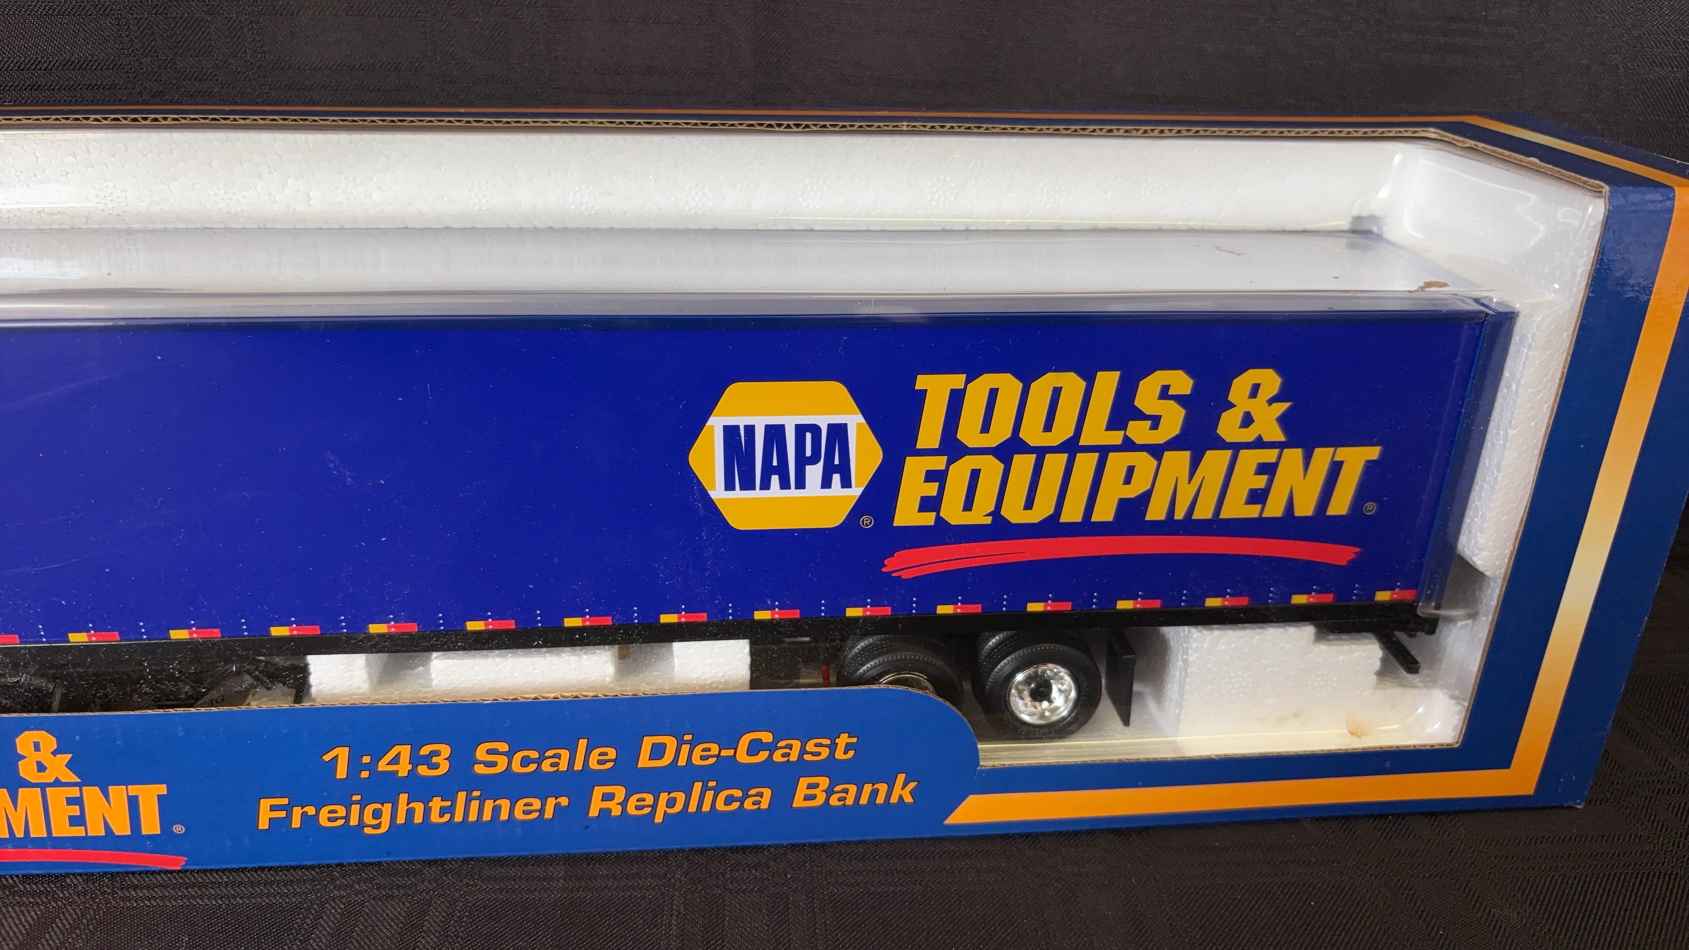 NAPA
®
TOOLS &
EQUIPMENT®
&
MENT®
1:43 Scale Die-Cast
Freightliner Replica Bank